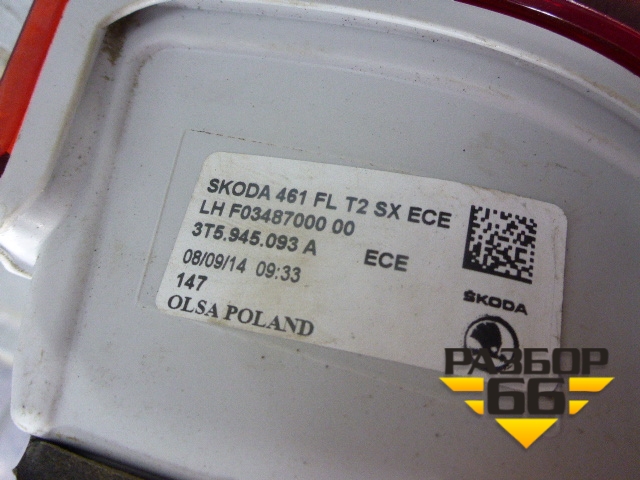 SKODA 461 FL T2 SX ECE
LH F03487000 00
3T5.945.093 A ECE
08/09/14 09:33
147
OLSA POLAND
ŠKODA
РАЗБОР
66